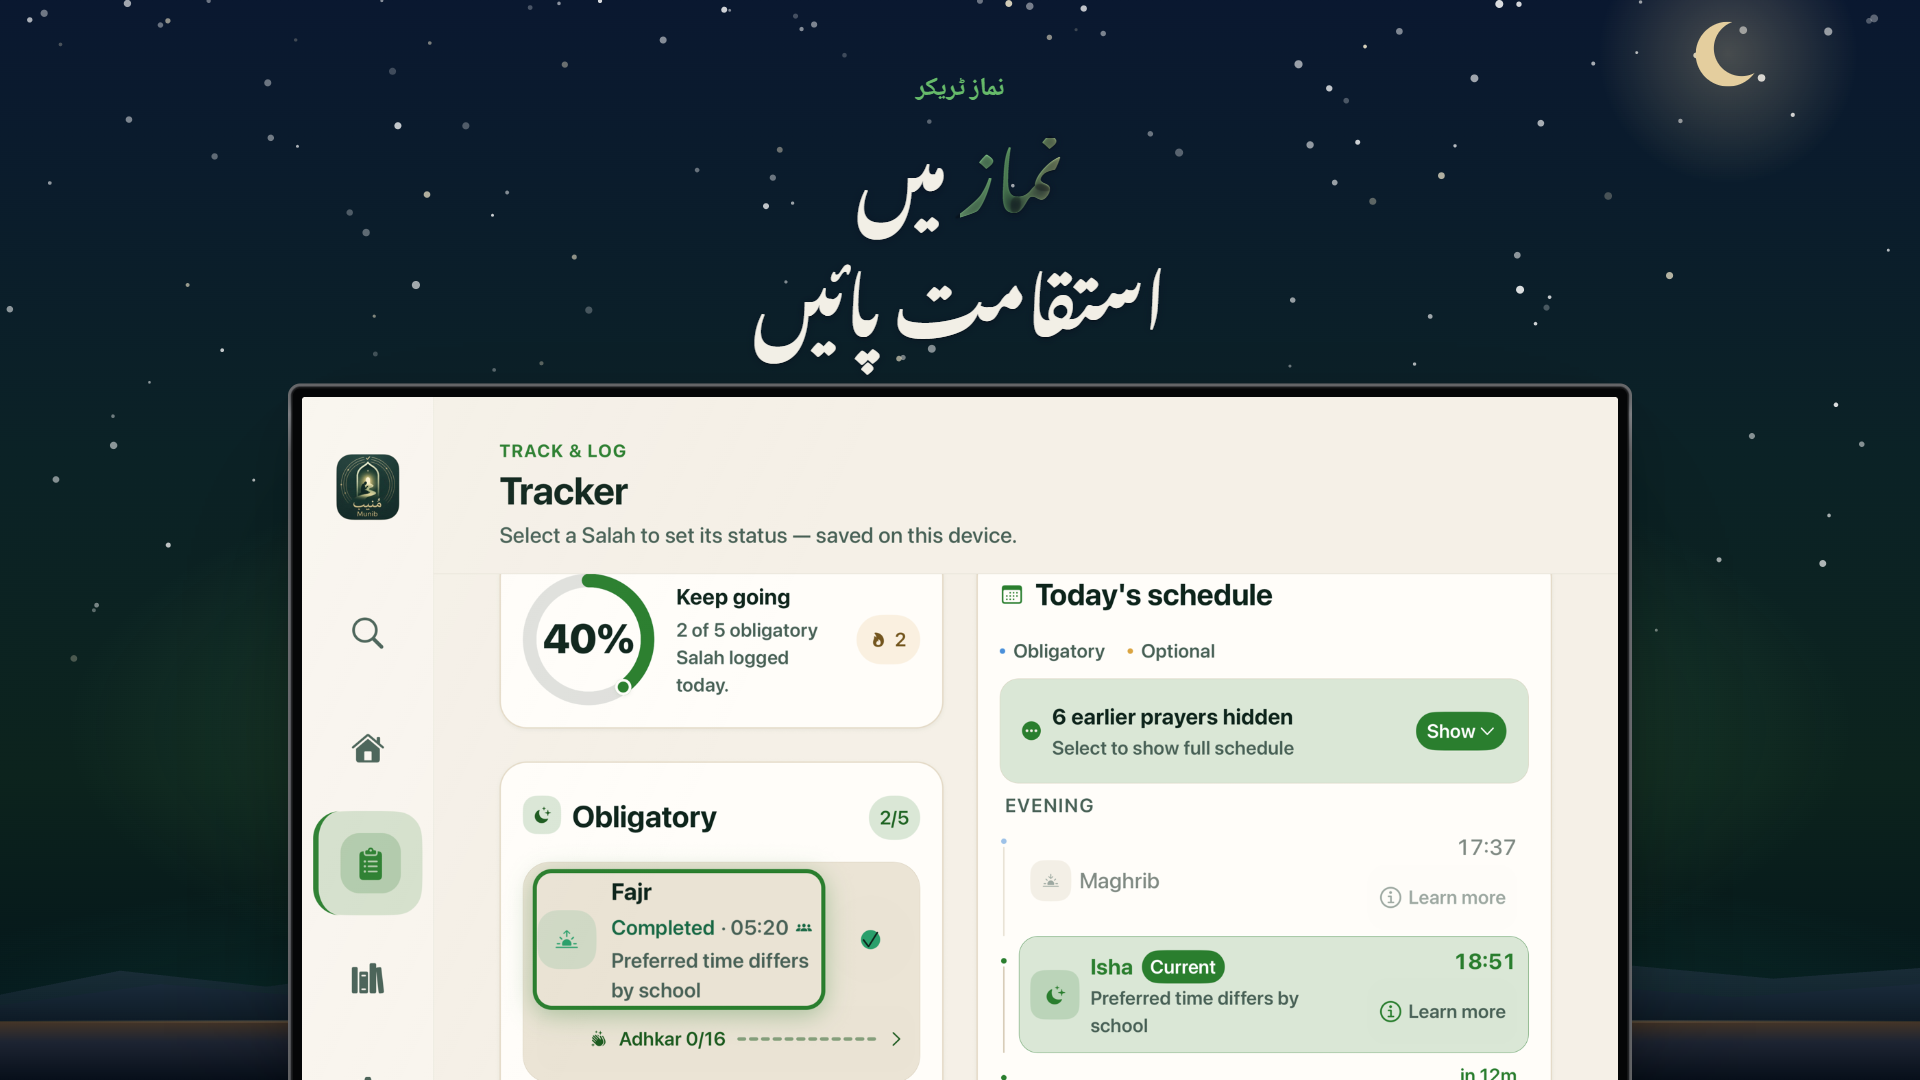 نماز ٹریکر
نماز میں
استقامت پائیں
مُنيب
Munib
TRACK & LOG
Tracker
Select a Salah to set its status — saved on this device.
40%
Keep going
2 of 5 obligatory
Salah logged
today.
2
Obligatory
2/5
Fajr
Completed · 05:20
Preferred time differs
by school
Adhkar 0/16
Today's schedule
Obligatory
Optional
6 earlier prayers hidden
Select to show full schedule
Show
EVENING
17:37
Maghrib
Learn more
Isha
Current
18:51
Preferred time differs by
school
Learn more
in 12m